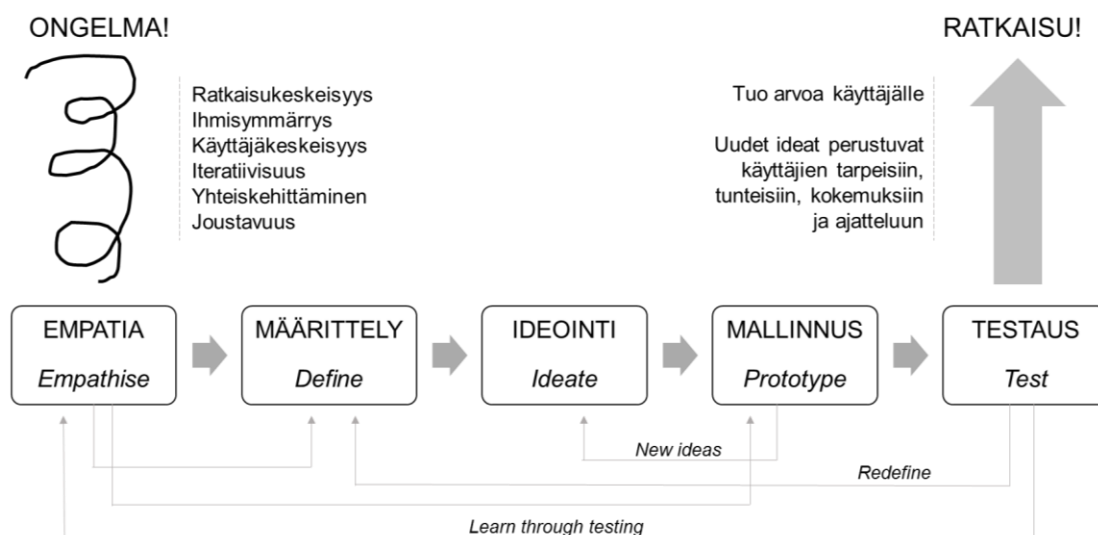 ONGELMA!
RATKAISU!
Ratkaisukeskeisyys
Ihmisymmärrys
Käyttäjäkeskeisyys
Iteratiivisuus
Yhteiskehittäminen
Joustavuus
Tuo arvoa käyttäjälle
Uudet ideat perustuvat
käyttäjien tarpeisiin,
tunteisiin, kokemuksiin
ja ajatteluun
EMPATIA
Empathise
MÄÄRITTELY
Define
IDEOINTI
Ideate
MALLINNUS
Prototype
TESTAUS
Test
New ideas
Redefine
Learn through testing